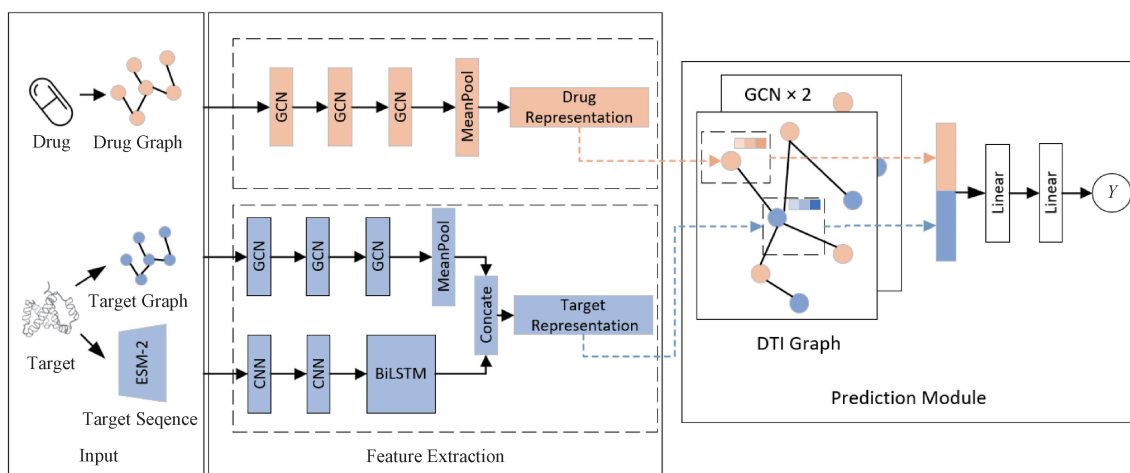 Drug
Drug Graph
Target Graph
Target
ESM-2
Target Seqence
Input
GCN
GCN
GCN
MeanPool
Drug
Representation
GCN
GCN
GCN
MeanPool
Concate
Target
Representation
CNN
CNN
BiLSTM
Feature Extraction
GCN × 2
DTI Graph
Linear
Linear
Y
Prediction Module